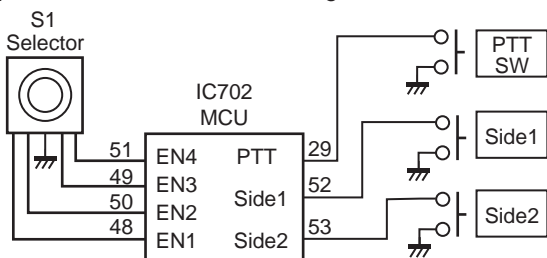 S1
Selector
IC702
MCU
PTT
SW
51 EN4 PTT 29
49 EN3
Side1 52
50 EN2
48 EN1 Side2 53
Side1
Side2